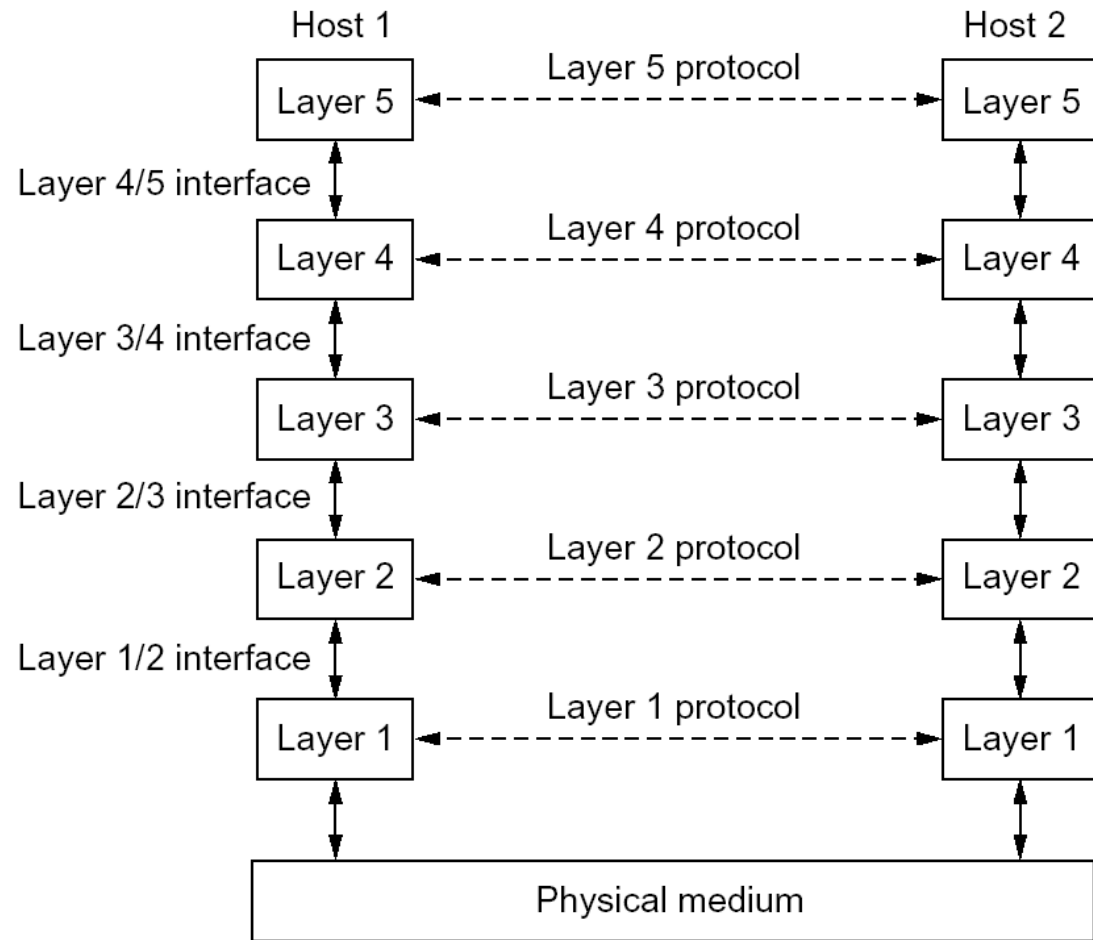 Host 1
Host 2
Layer 5 protocol
Layer 5
Layer 5
Layer 4/5 interface
Layer 4 protocol
Layer 4
Layer 4
Layer 3/4 interface
Layer 3 protocol
Layer 3
Layer 3
Layer 2/3 interface
Layer 2 protocol
Layer 2
Layer 2
Layer 1/2 interface
Layer 1 protocol
Layer 1
Layer 1
Physical medium